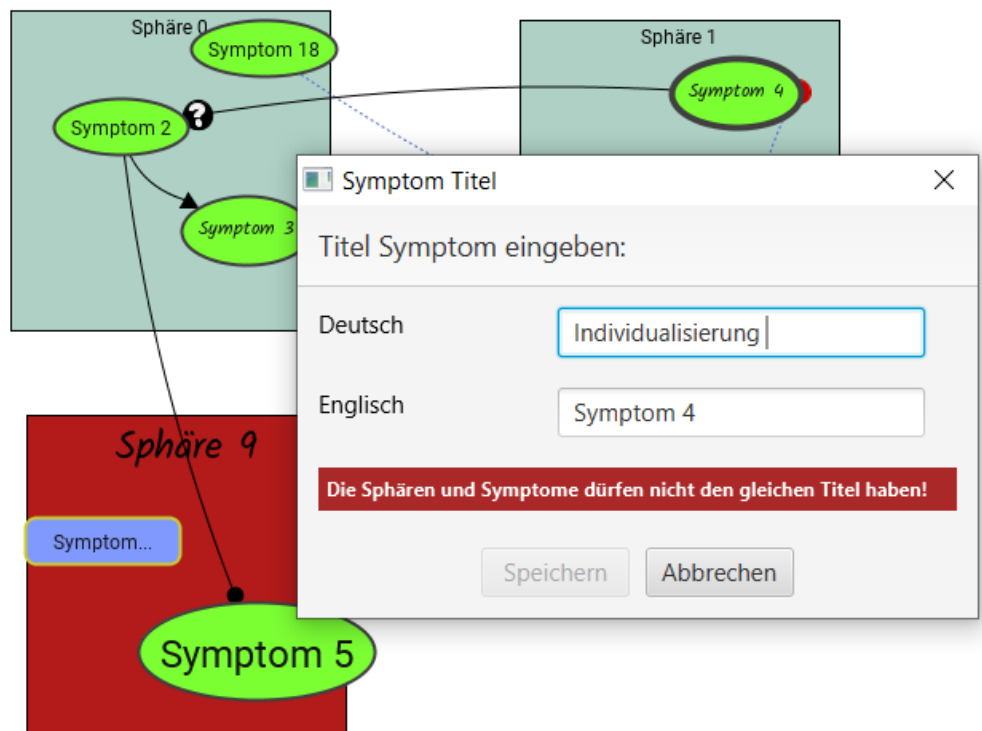 Sphäre 0
Symptom 18
Sphäre 1
Symptom 4
Symptom 2
?
Symptom 3
Symptom Titel
Titel Symptom eingeben:
Deutsch
Individualisierung
Englisch
Symptom 4
Die Sphären und Symptome dürfen nicht den gleichen Titel haben!
Speichern
Abbrechen
Sphäre 9
Symptom...
Symptom 5